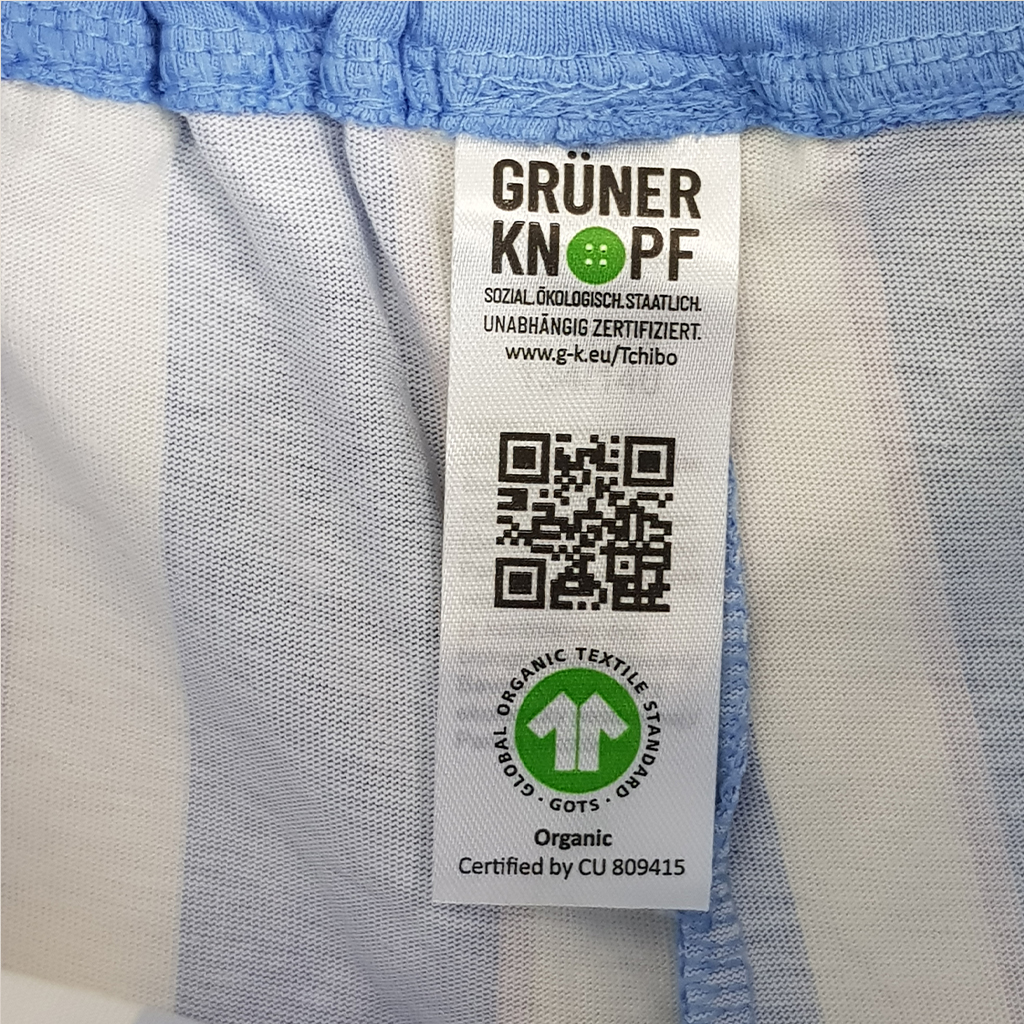 GRÜNER
KNOPF
SOZIAL. ÖKOLOGISCH. STAATLICH.
UNABHÄNGIG ZERTIFIZIERT.
www.g-k.eu/Tchibo
GLOBAL ORGANIC TEXTILE STANDARD
· GOTS ·
Organic
Certified by CU 809415